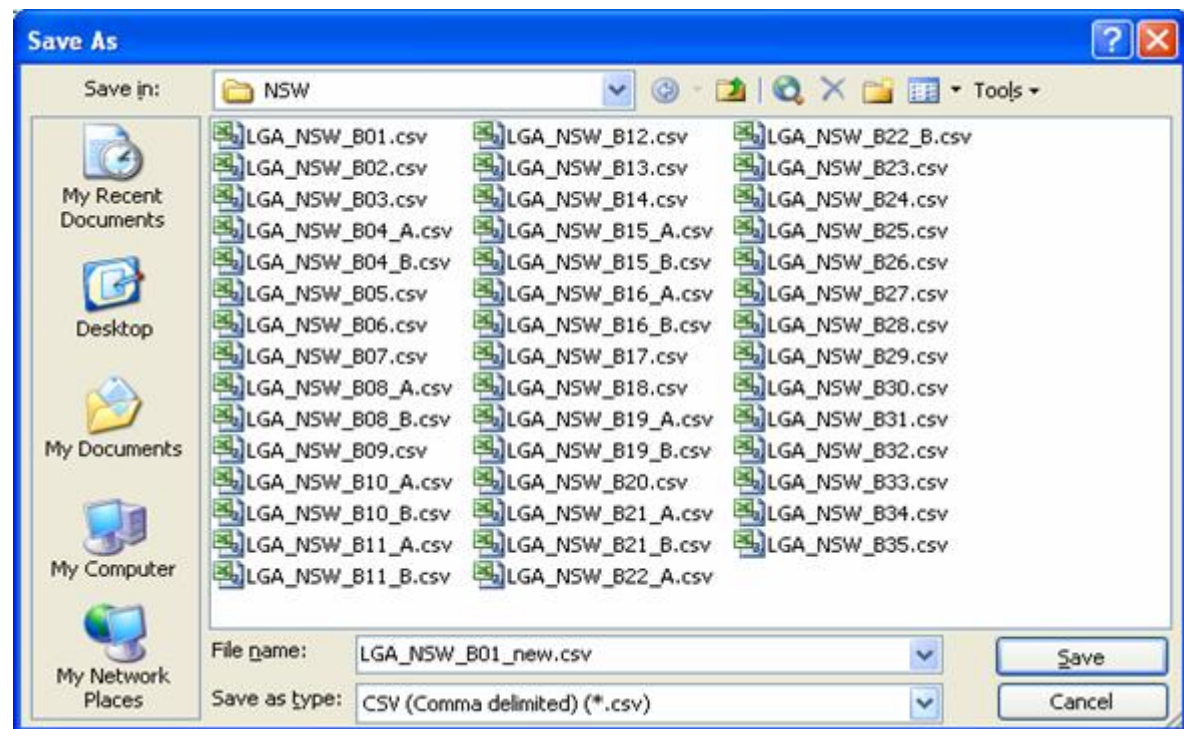 Save As
Save in:
NSW
Tools
My Recent
Documents
Desktop
My Documents
My Computer
My Network
Places
LGA_NSW_B01.csv
LGA_NSW_B02.csv
LGA_NSW_B03.csv
LGA_NSW_B04_A.csv
LGA_NSW_B04_B.csv
LGA_NSW_B05.csv
LGA_NSW_B06.csv
LGA_NSW_B07.csv
LGA_NSW_B08_A.csv
LGA_NSW_B08_B.csv
LGA_NSW_B09.csv
LGA_NSW_B10_A.csv
LGA_NSW_B10_B.csv
LGA_NSW_B11_A.csv
LGA_NSW_B11_B.csv
LGA_NSW_B12.csv
LGA_NSW_B13.csv
LGA_NSW_B14.csv
LGA_NSW_B15_A.csv
LGA_NSW_B15_B.csv
LGA_NSW_B16_A.csv
LGA_NSW_B16_B.csv
LGA_NSW_B17.csv
LGA_NSW_B18.csv
LGA_NSW_B19_A.csv
LGA_NSW_B19_B.csv
LGA_NSW_B20.csv
LGA_NSW_B21_A.csv
LGA_NSW_B21_B.csv
LGA_NSW_B22_A.csv
LGA_NSW_B22_B.csv
LGA_NSW_B23.csv
LGA_NSW_B24.csv
LGA_NSW_B25.csv
LGA_NSW_B26.csv
LGA_NSW_B27.csv
LGA_NSW_B28.csv
LGA_NSW_B29.csv
LGA_NSW_B30.csv
LGA_NSW_B31.csv
LGA_NSW_B32.csv
LGA_NSW_B33.csv
LGA_NSW_B34.csv
LGA_NSW_B35.csv
File name: LGA_NSW_B01_new.csv
Save
Save as type: CSV (Comma delimited) (*.csv)
Cancel